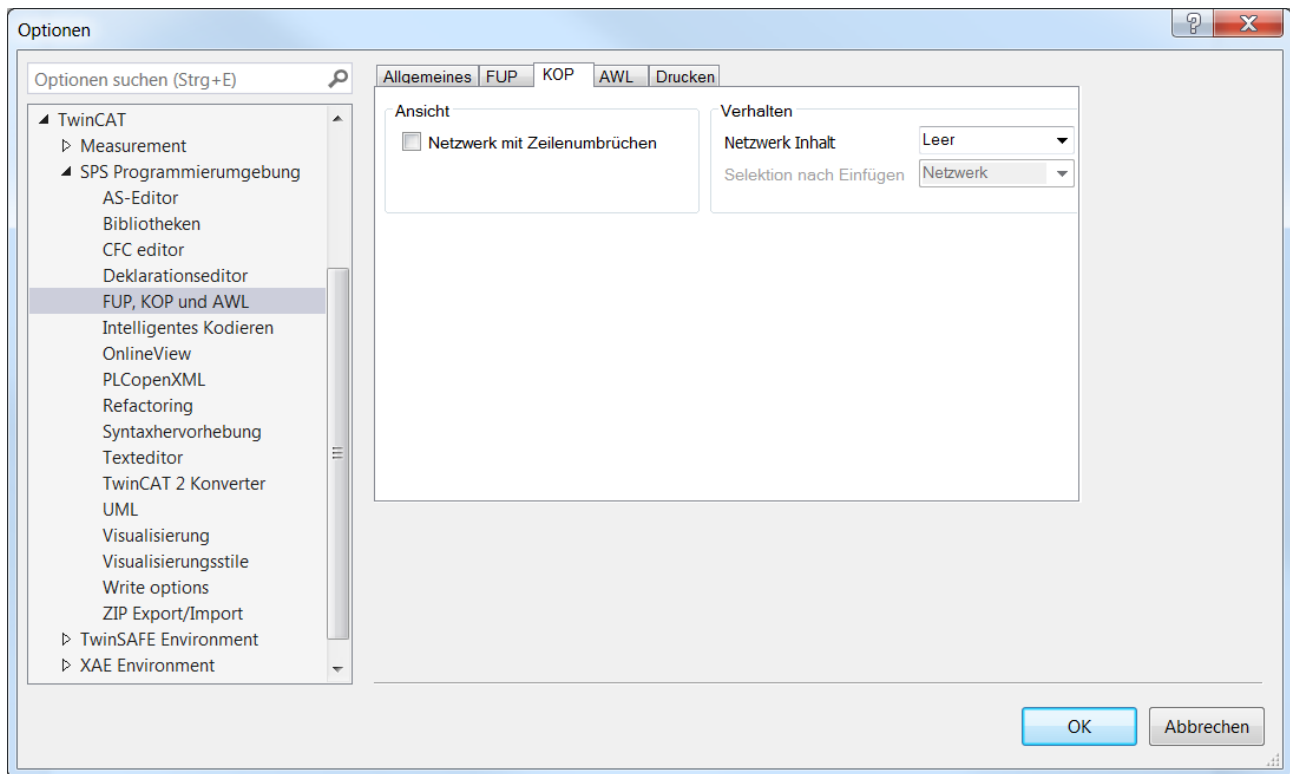 Optionen
Optionen suchen (Strg+E)
TwinCAT
Measurement
SPS Programmierumgebung
AS-Editor
Bibliotheken
CFC editor
Deklarationseditor
FUP, KOP und AWL
Intelligentes Kodieren
OnlineView
PLCopenXML
Refactoring
Syntaxhervorhebung
Texteditor
TwinCAT 2 Konverter
UML
Visualisierung
Visualisierungsstile
Write options
ZIP Export/Import
TwinSAFE Environment
XAE Environment
Allgemeines FUP KOP AWL Drucken
Ansicht
Netzwerk mit Zeilenumbrüchen
Verhalten
Netzwerk Inhalt Leer
Selektion nach Einfügen Netzwerk
OK Abbrechen